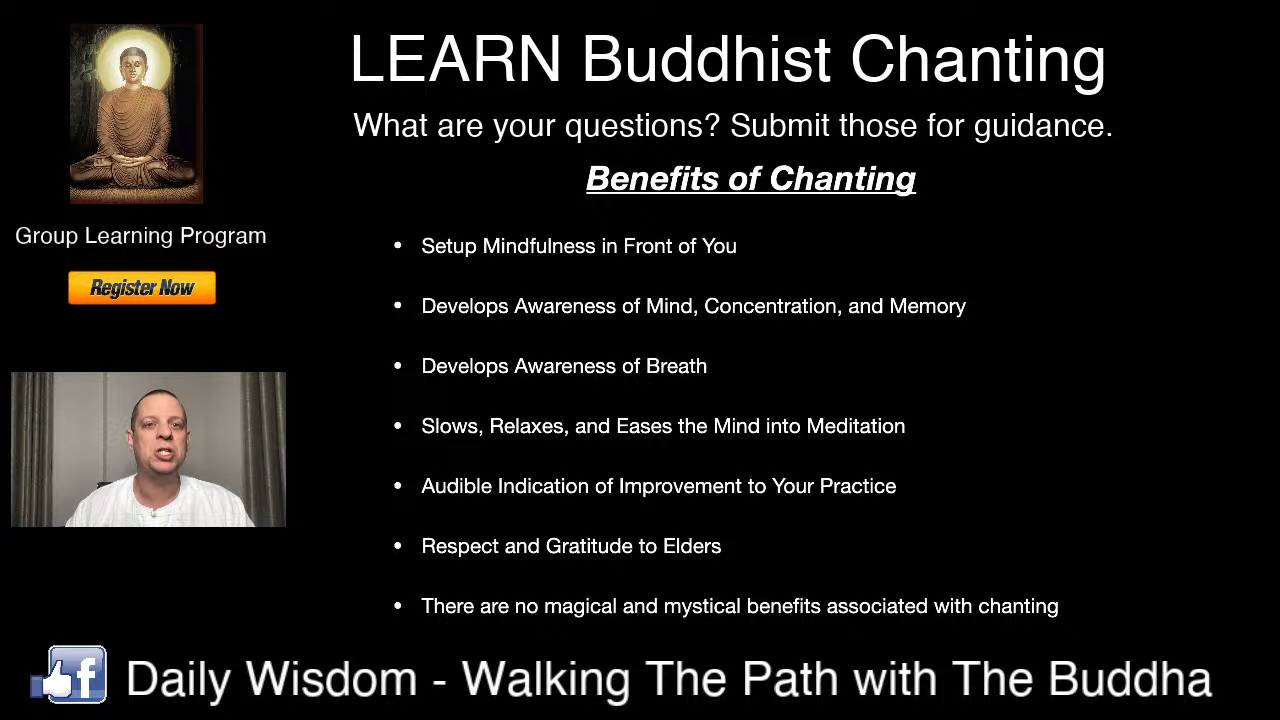 LEARN Buddhist Chanting
What are your questions? Submit those for guidance.
Benefits of Chanting
Group Learning Program
Register Now
• Setup Mindfulness in Front of You
• Develops Awareness of Mind, Concentration, and Memory
• Develops Awareness of Breath
• Slows, Relaxes, and Eases the Mind into Meditation
• Audible Indication of Improvement to Your Practice
• Respect and Gratitude to Elders
• There are no magical and mystical benefits associated with chanting
f Daily Wisdom - Walking The Path with The Buddha